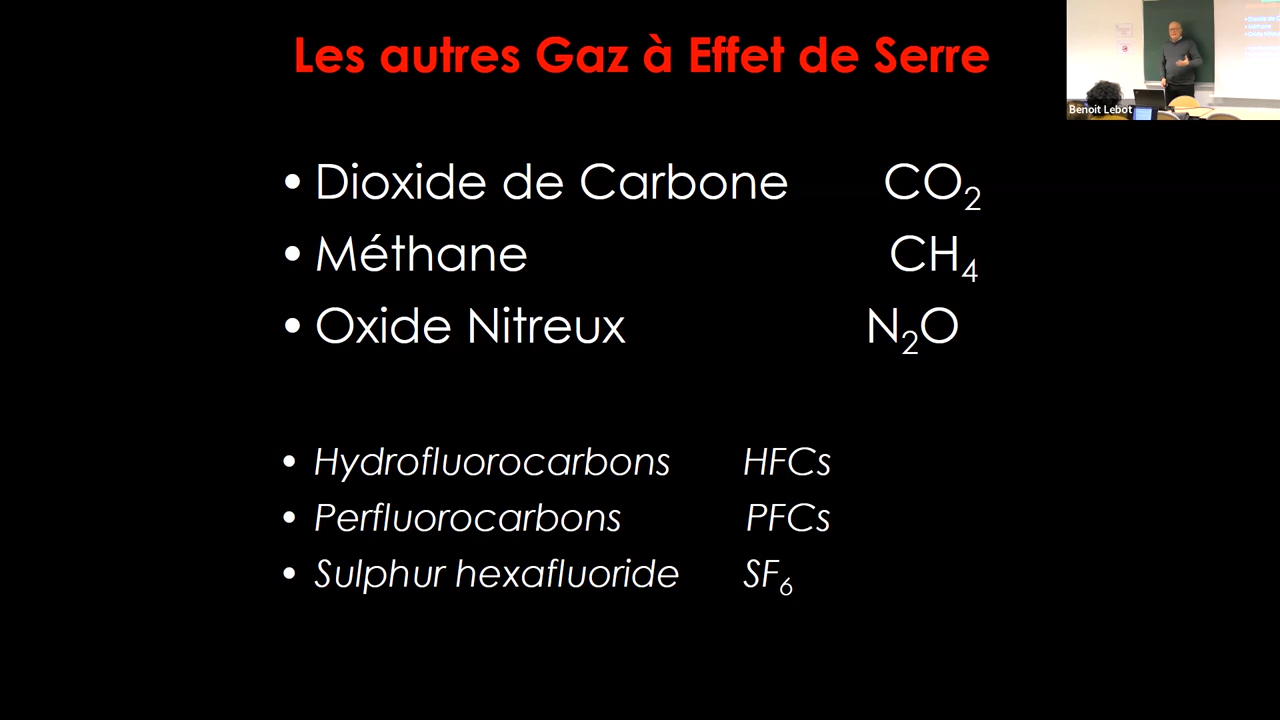 Les autres Gaz à Effet de Serre
• Dioxide de Carbone CO₂
• Méthane CH₄
• Oxide Nitreux N₂O
• Hydrofluorocarbons HFCs
• Perfluorocarbons PFCs
• Sulphur hexafluoride SF₆
Benoit Lebot